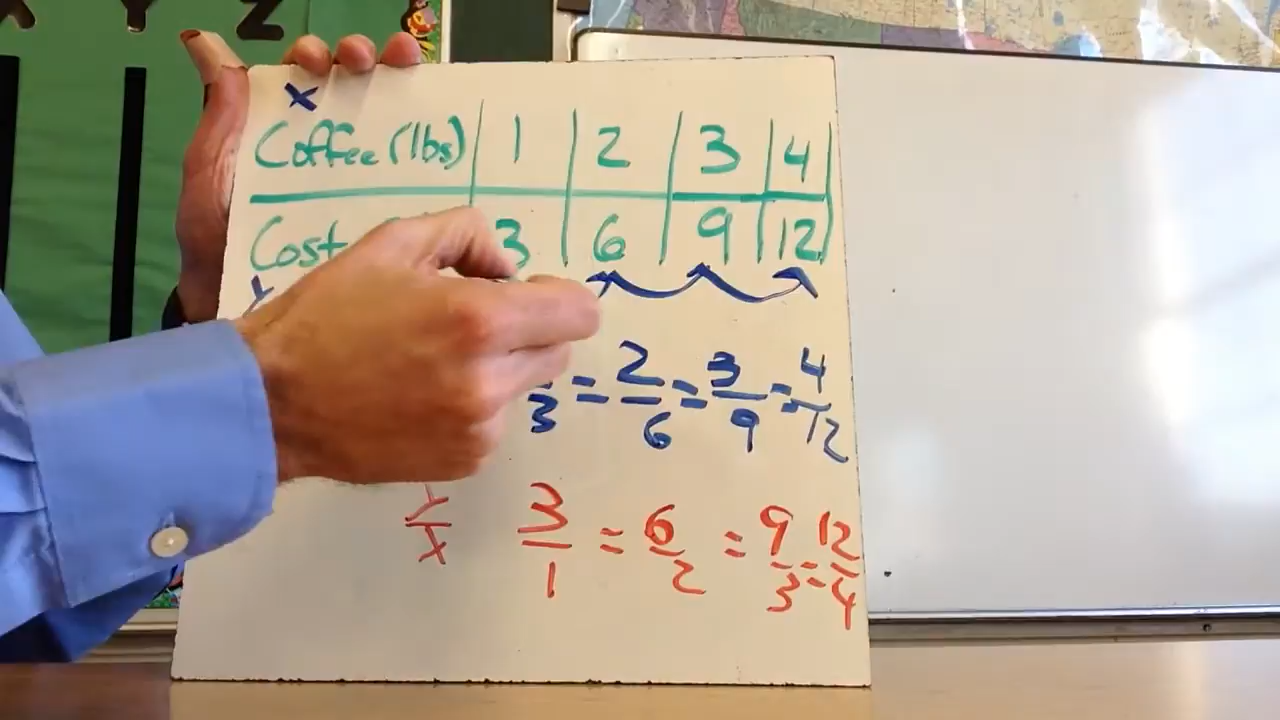 Y Z
x
Coffee (lbs) 1 2 3 4
Cost 3 6 9 12
3 = 2/6 = 3/9 = 4/12
y/x 3/1 = 6/2 = 9/3 = 12/4